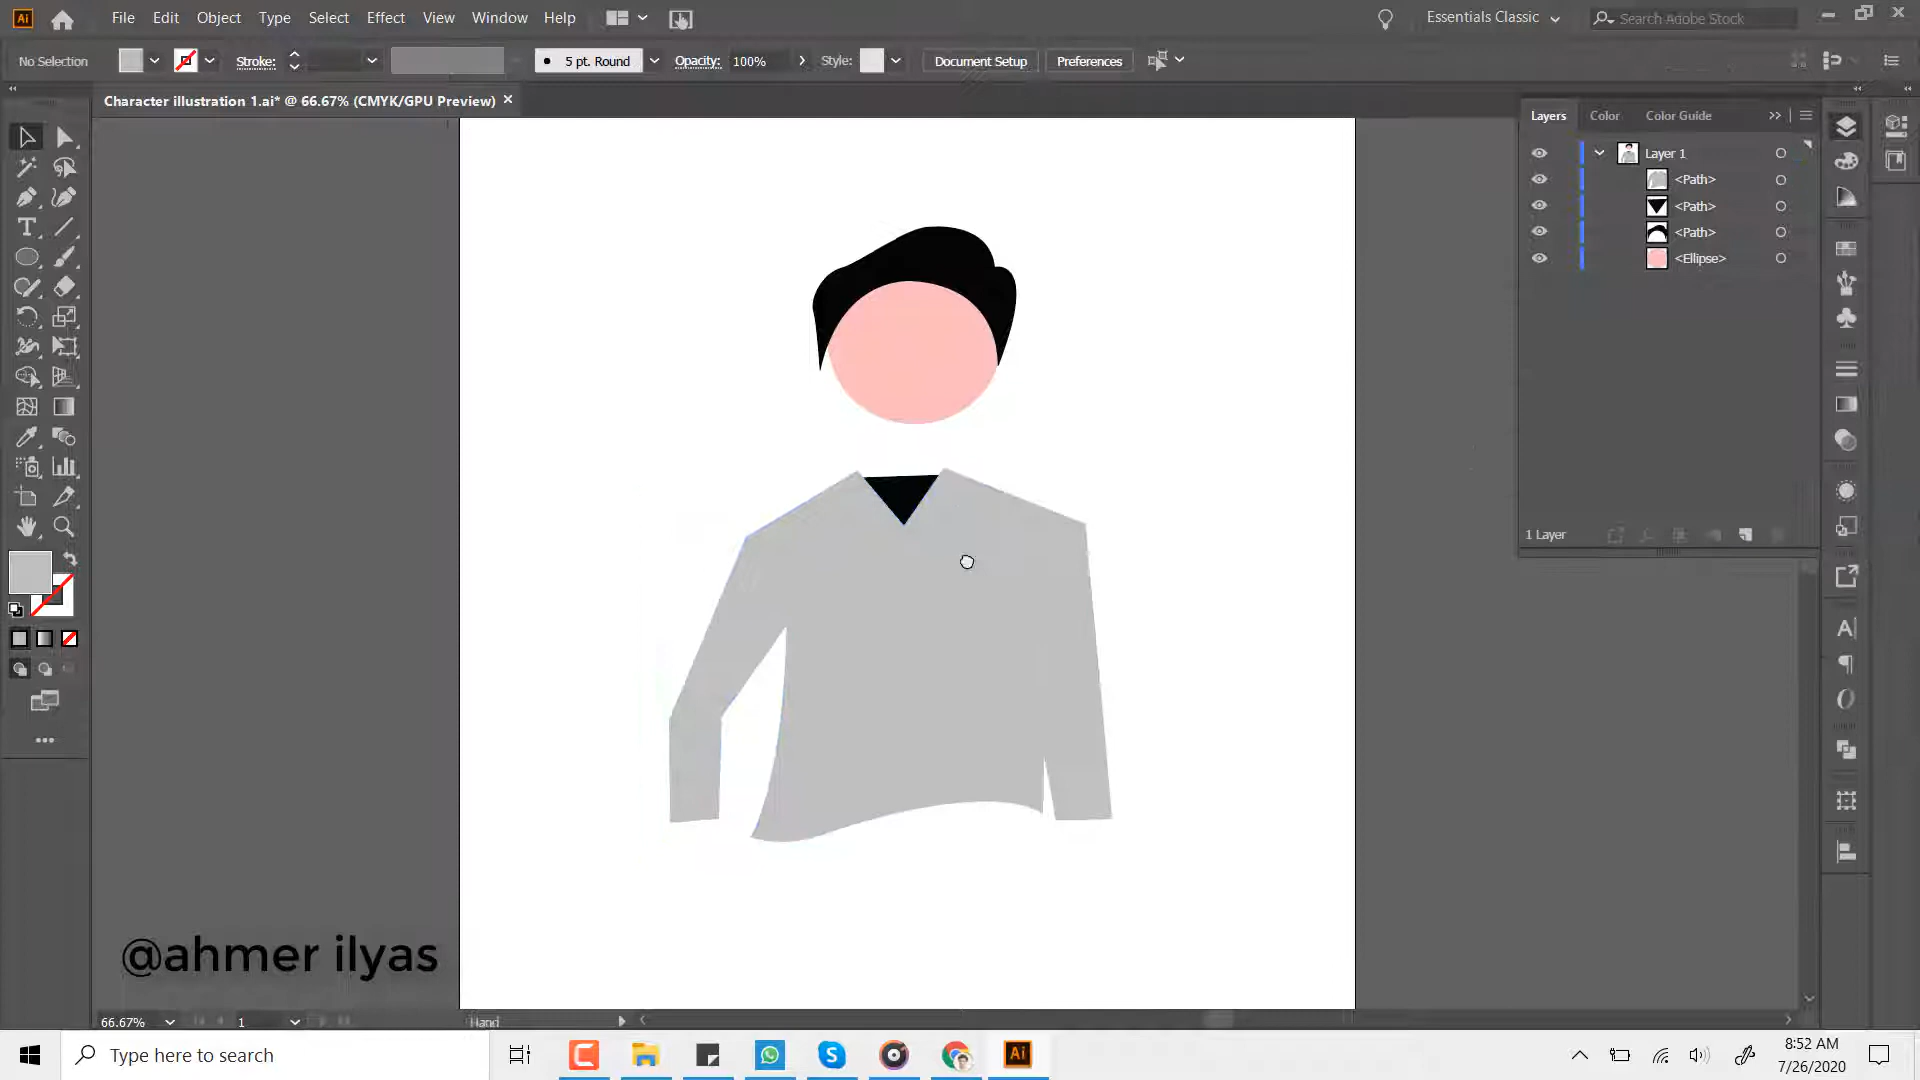 Ai File Edit Object Type Select Effect View Window Help Essentials Classic Search Adobe Stock
No Selection Stroke: 5 pt. Round Opacity: 100% Style: Document Setup Preferences
Character illustration 1.ai* @ 66.67% (CMYK/GPU Preview) ×
Layers Color Color Guide
Layer 1
<Path>
<Path>
<Path>
<Ellipse>
1 Layer
@ahmer ilyas
66.67% 1 Hand
Type here to search
Ai
8:52 AM
7/26/2020